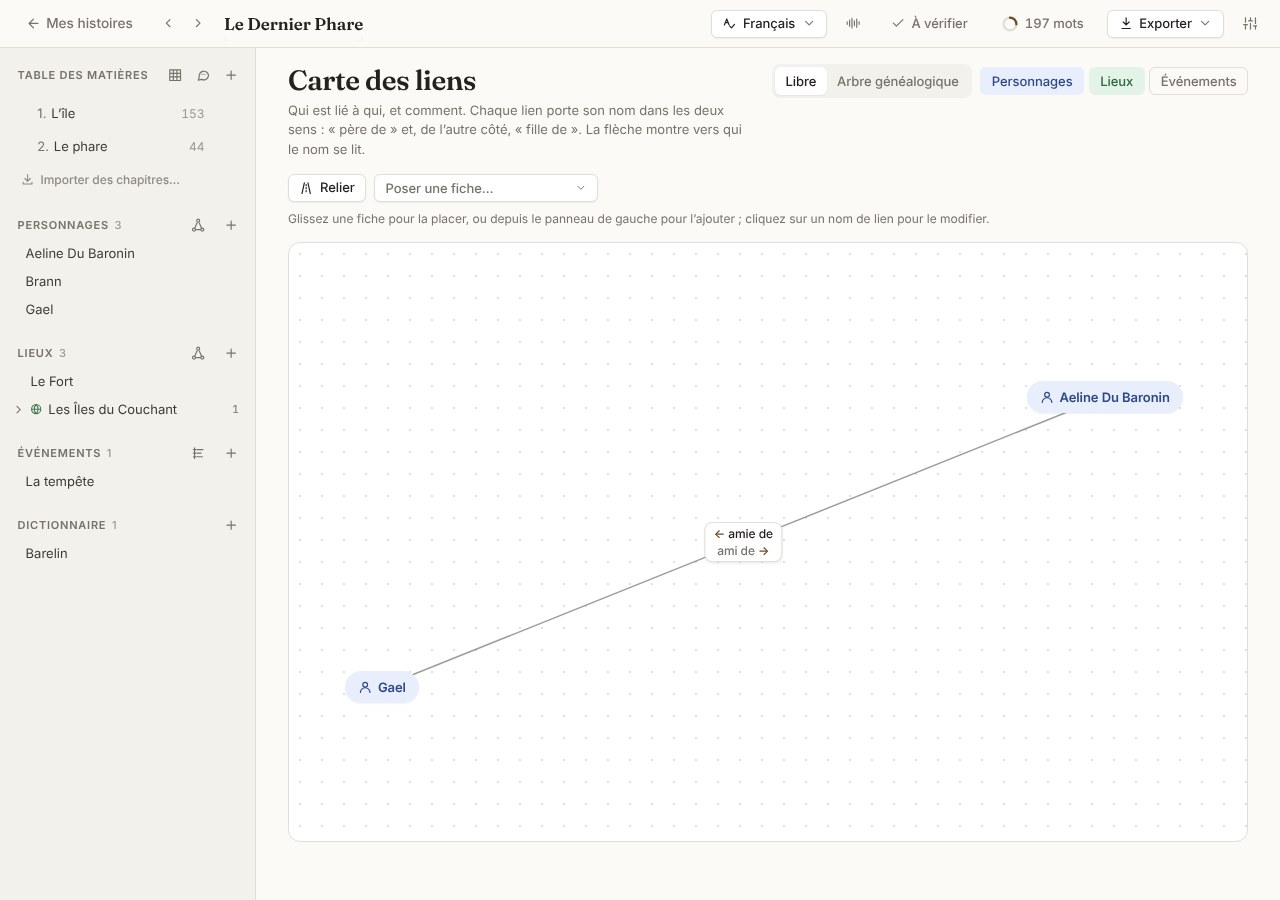 Mes histoires
Le Dernier Phare
Français
À vérifier
197 mots
Exporter
TABLE DES MATIÈRES
1. L’île 153
2. Le phare 44
Importer des chapitres…
PERSONNAGES 3
Aeline Du Baronin
Brann
Gael
LIEUX 3
Le Fort
Les Îles du Couchant 1
ÉVÉNEMENTS 1
La tempête
DICTIONNAIRE 1
Barelin
Carte des liens
Libre
Arbre généalogique
Personnages
Lieux
Événements
Qui est lié à qui, et comment. Chaque lien porte son nom dans les deux
sens : « père de » et, de l’autre côté, « fille de ». La flèche montre vers qui
le nom se lit.
Relier
Poser une fiche…
Glissez une fiche pour la placer, ou depuis le panneau de gauche pour l’ajouter ; cliquez sur un nom de lien pour le modifier.
Aeline Du Baronin
← amie de
ami de →
Gael